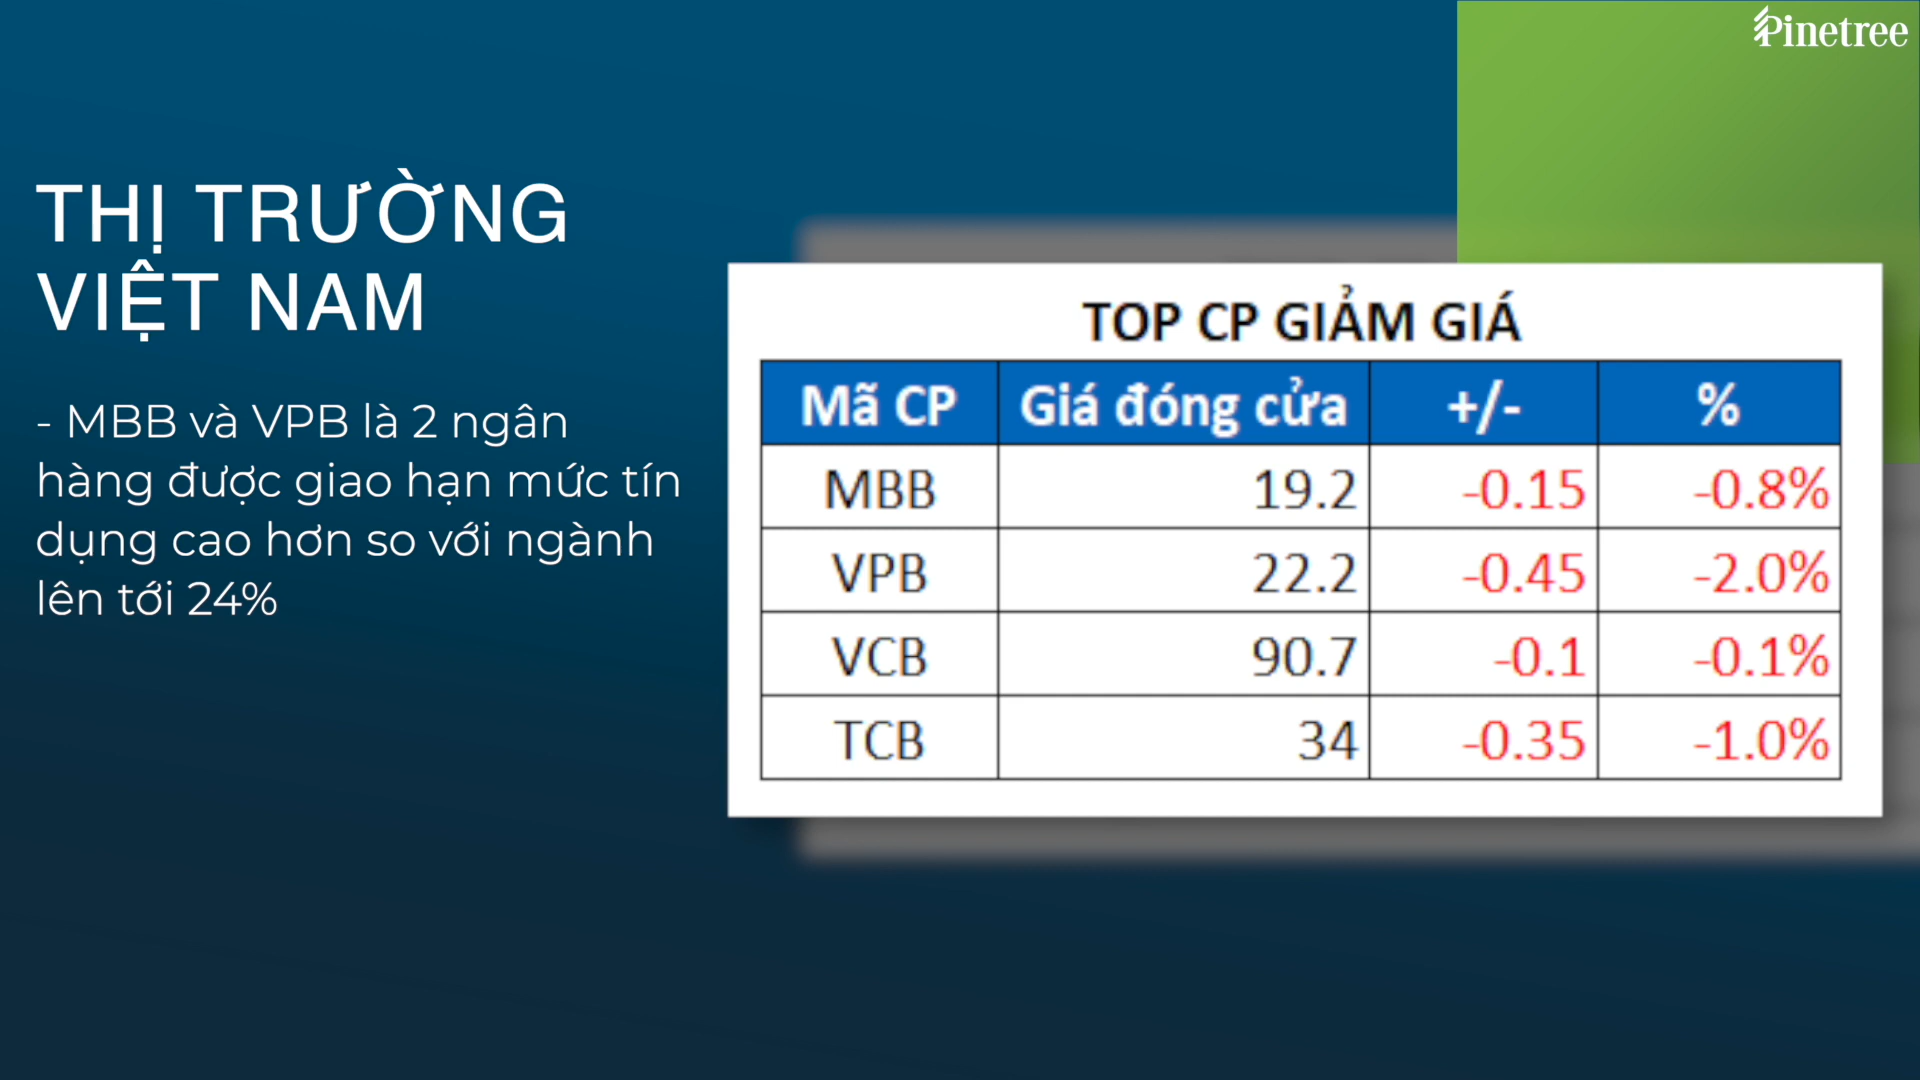 Pinetree
THỊ TRƯỜNG
VIỆT NAM
- MBB và VPB là 2 ngân
hàng được giao hạn mức tín
dụng cao hơn so với ngành
lên tới 24%
TOP CP GIẢM GIÁ
Mã CP Giá đóng cửa +/- %
MBB 19.2 -0.15 -0.8%
VPB 22.2 -0.45 -2.0%
VCB 90.7 -0.1 -0.1%
TCB 34 -0.35 -1.0%